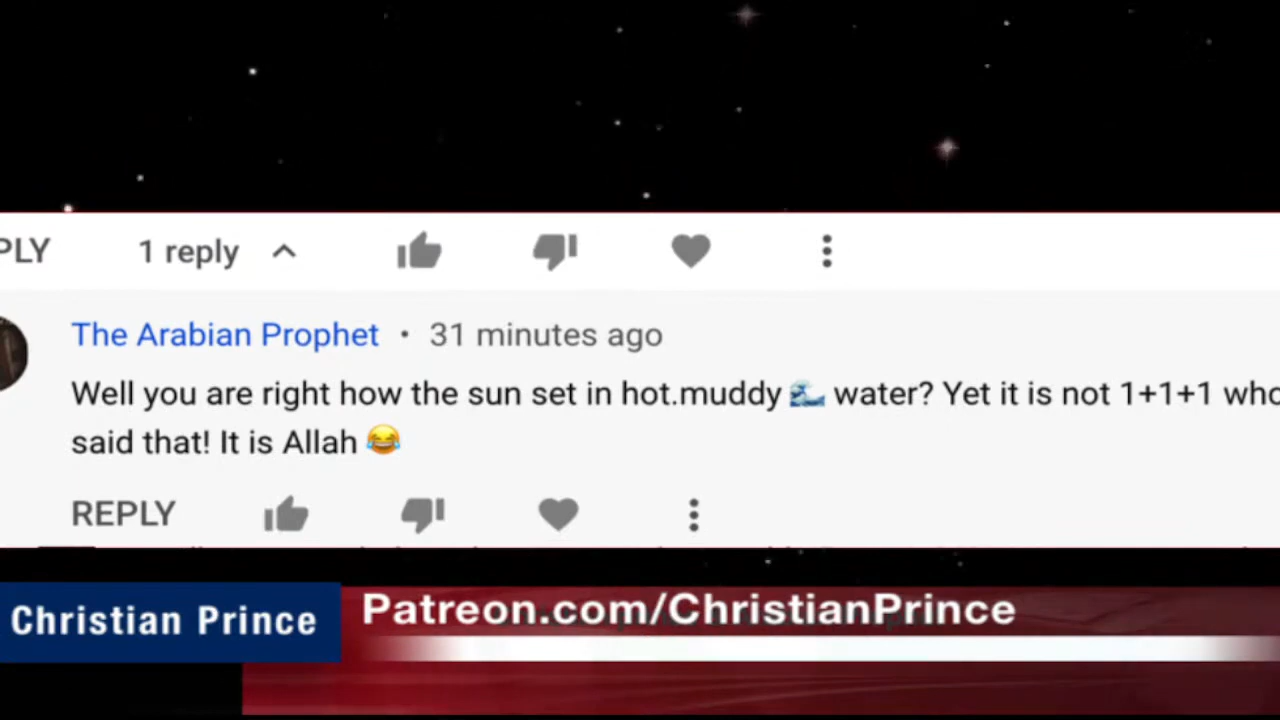 PLY 1 reply
The Arabian Prophet • 31 minutes ago
Well you are right how the sun set in hot.muddy 🌊 water? Yet it is not 1+1+1 who
said that! It is Allah 😂
REPLY
Christian Prince
Patreon.com/ChristianPrince